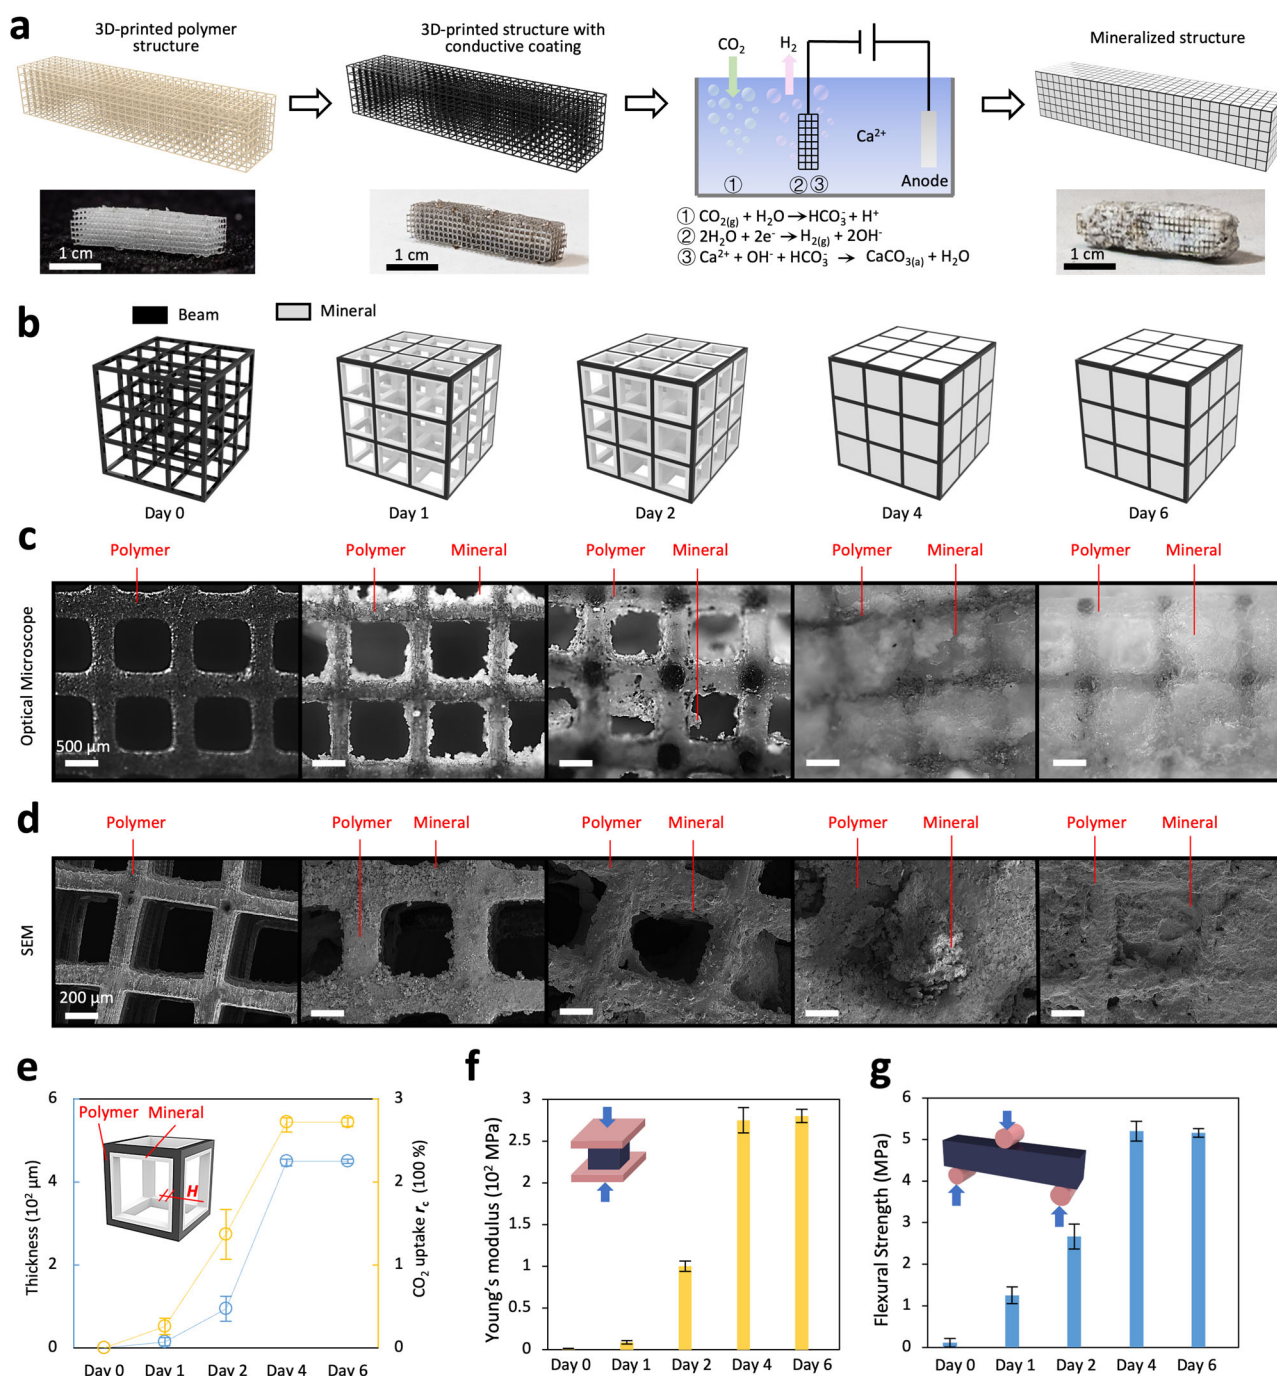 a
3D-printed polymer
structure
3D-printed structure with
conductive coating
CO₂
H₂
Ca²⁺
Anode
① ② ③
Mineralized structure
1 cm
1 cm
1 cm
① CO₂(g) + H₂O → HCO₃⁻ + H⁺
② 2H₂O + 2e⁻ → H₂(g) + 2OH⁻
③ Ca²⁺ + OH⁻ + HCO₃⁻ → CaCO₃(a) + H₂O
b
Beam
Mineral
Day 0
Day 1
Day 2
Day 4
Day 6
c
Polymer
Polymer
Mineral
Polymer
Mineral
Polymer
Mineral
Polymer
Mineral
Optical Microscope
500 μm
d
Polymer
Polymer
Mineral
Polymer
Mineral
Polymer
Mineral
Polymer
Mineral
SEM
200 μm
e
Polymer
Mineral
H
Thickness (10² μm)
6
4
2
0
CO₂ uptake r꜀ (100 %)
3
2
1
0
Day 0
Day 1
Day 2
Day 4
Day 6
f
Young's modulus (10² MPa)
3
2.5
2
1.5
1
0.5
0
Day 0
Day 1
Day 2
Day 4
Day 6
g
Flexural Strength (MPa)
6
5
4
3
2
1
0
Day 0
Day 1
Day 2
Day 4
Day 6